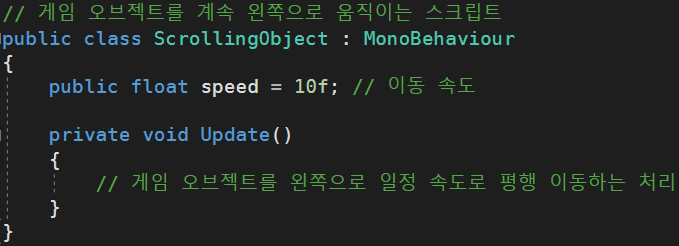 // 게임 오브젝트를 계속 왼쪽으로 움직이는 스크립트
public class ScrollingObject : MonoBehaviour
{
    public float speed = 10f; // 이동 속도

    private void Update()
    {
        // 게임 오브젝트를 왼쪽으로 일정 속도로 평행 이동하는 처리
    }
}